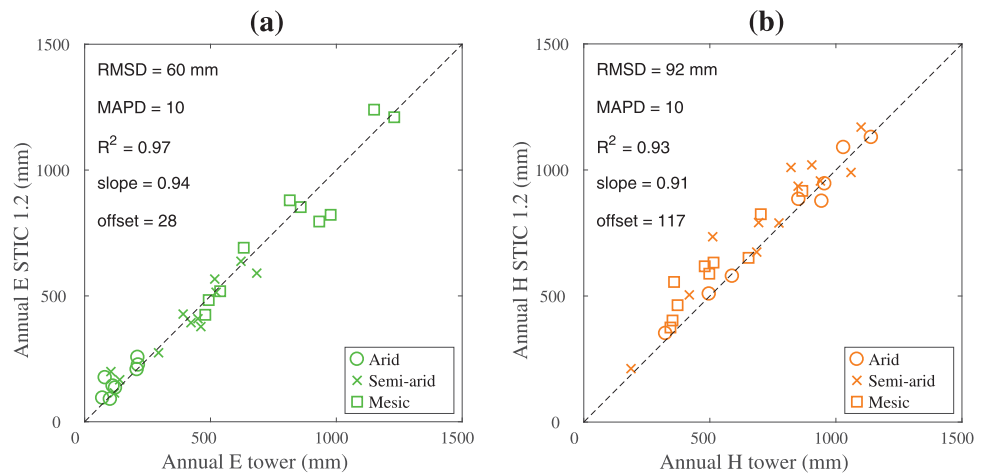 (a)
1500
1000
500
0
0
500
1000
1500
Annual E STIC 1.2 (mm)
Annual E tower (mm)
RMSD = 60 mm
MAPD = 10
R² = 0.97
slope = 0.94
offset = 28
Arid
Semi-arid
Mesic
(b)
1500
1000
500
0
0
500
1000
1500
Annual H STIC 1.2 (mm)
Annual H tower (mm)
RMSD = 92 mm
MAPD = 10
R² = 0.93
slope = 0.91
offset = 117
Arid
Semi-arid
Mesic